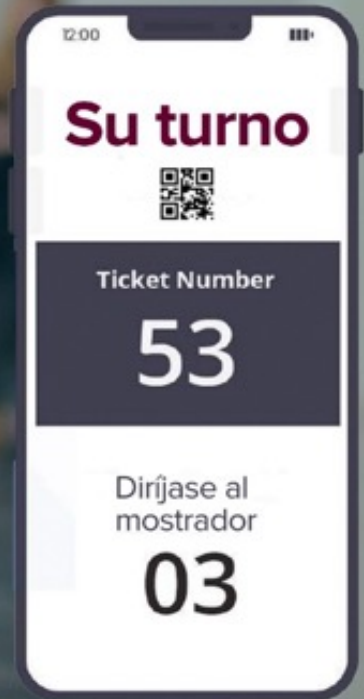 12:00
Su turno
Ticket Number
53
Diríjase al
mostrador
03